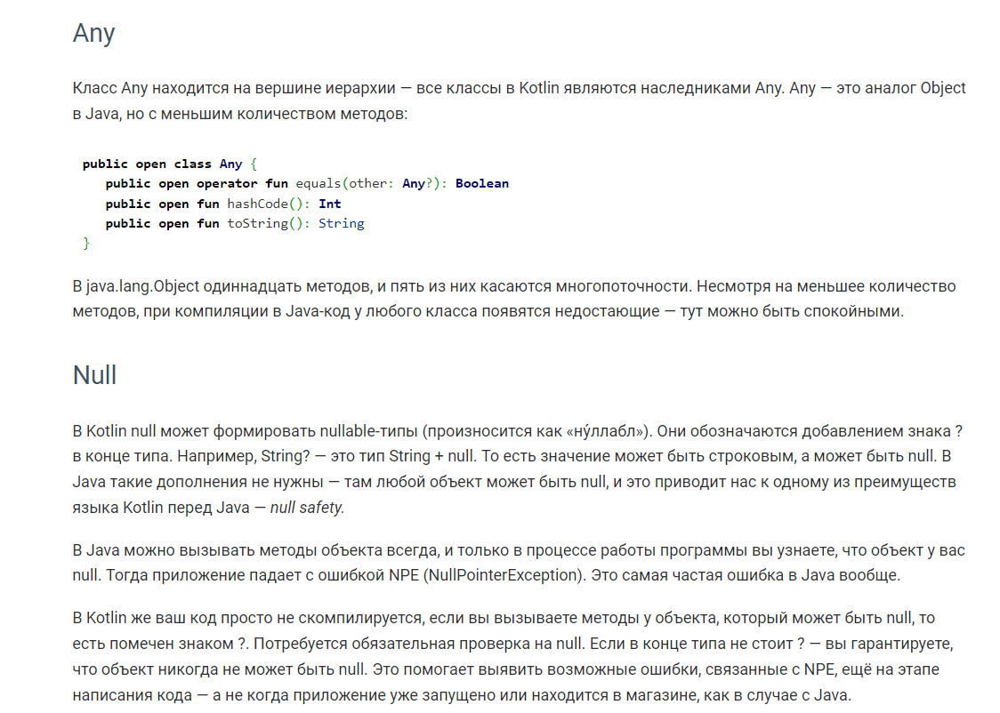 Any
Класс Any находится на вершине иерархии — все классы в Kotlin являются наследниками Any. Any — это аналог Object
в Java, но с меньшим количеством методов:
public open class Any {
   public open operator fun equals(other: Any?): Boolean
   public open fun hashCode(): Int
   public open fun toString(): String
}
В java.lang.Object одиннадцать методов, и пять из них касаются многопоточности. Несмотря на меньшее количество
методов, при компиляции в Java-код у любого класса появятся недостающие — тут можно быть спокойными.
Null
В Kotlin null может формировать nullable-типы (произносится как «ну́ллабл»). Они обозначаются добавлением знака ?
в конце типа. Например, String? — это тип String + null. То есть значение может быть строковым, а может быть null. В
Java такие дополнения не нужны — там любой объект может быть null, и это приводит нас к одному из преимуществ
языка Kotlin перед Java — null safety.
В Java можно вызывать методы объекта всегда, и только в процессе работы программы вы узнаете, что объект у вас
null. Тогда приложение падает с ошибкой NPE (NullPointerException). Это самая частая ошибка в Java вообще.
В Kotlin же ваш код просто не скомпилируется, если вы вызываете методы у объекта, который может быть null, то
есть помечен знаком ?. Потребуется обязательная проверка на null. Если в конце типа не стоит ? — вы гарантируете,
что объект никогда не может быть null. Это помогает выявить возможные ошибки, связанные с NPE, ещё на этапе
написания кода — а не когда приложение уже запущено или находится в магазине, как в случае с Java.